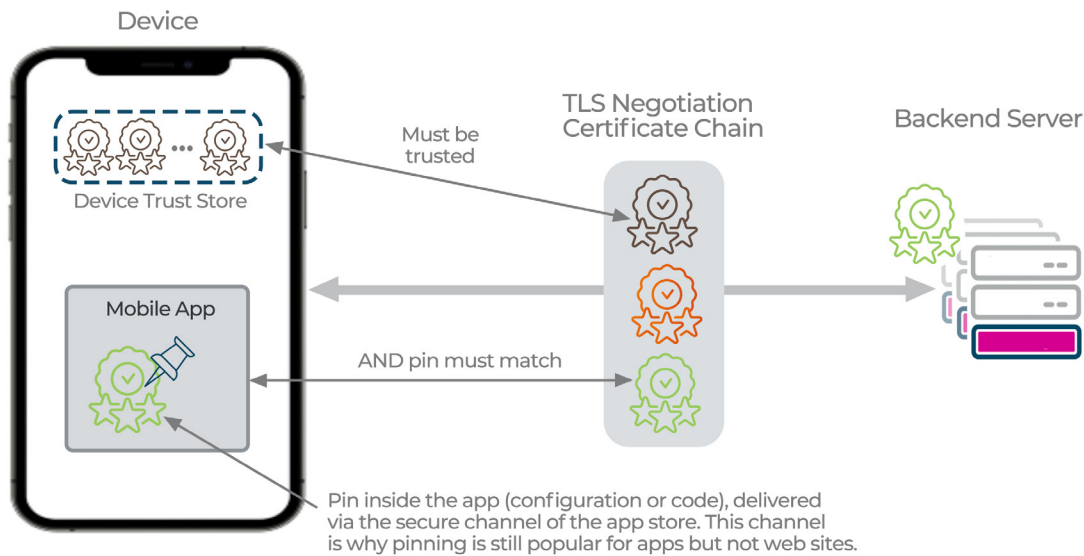 Device
TLS Negotiation
Certificate Chain
Backend Server
Must be
trusted
Device Trust Store
Mobile App
AND pin must match
Pin inside the app (configuration or code), delivered
via the secure channel of the app store. This channel
is why pinning is still popular for apps but not web sites.